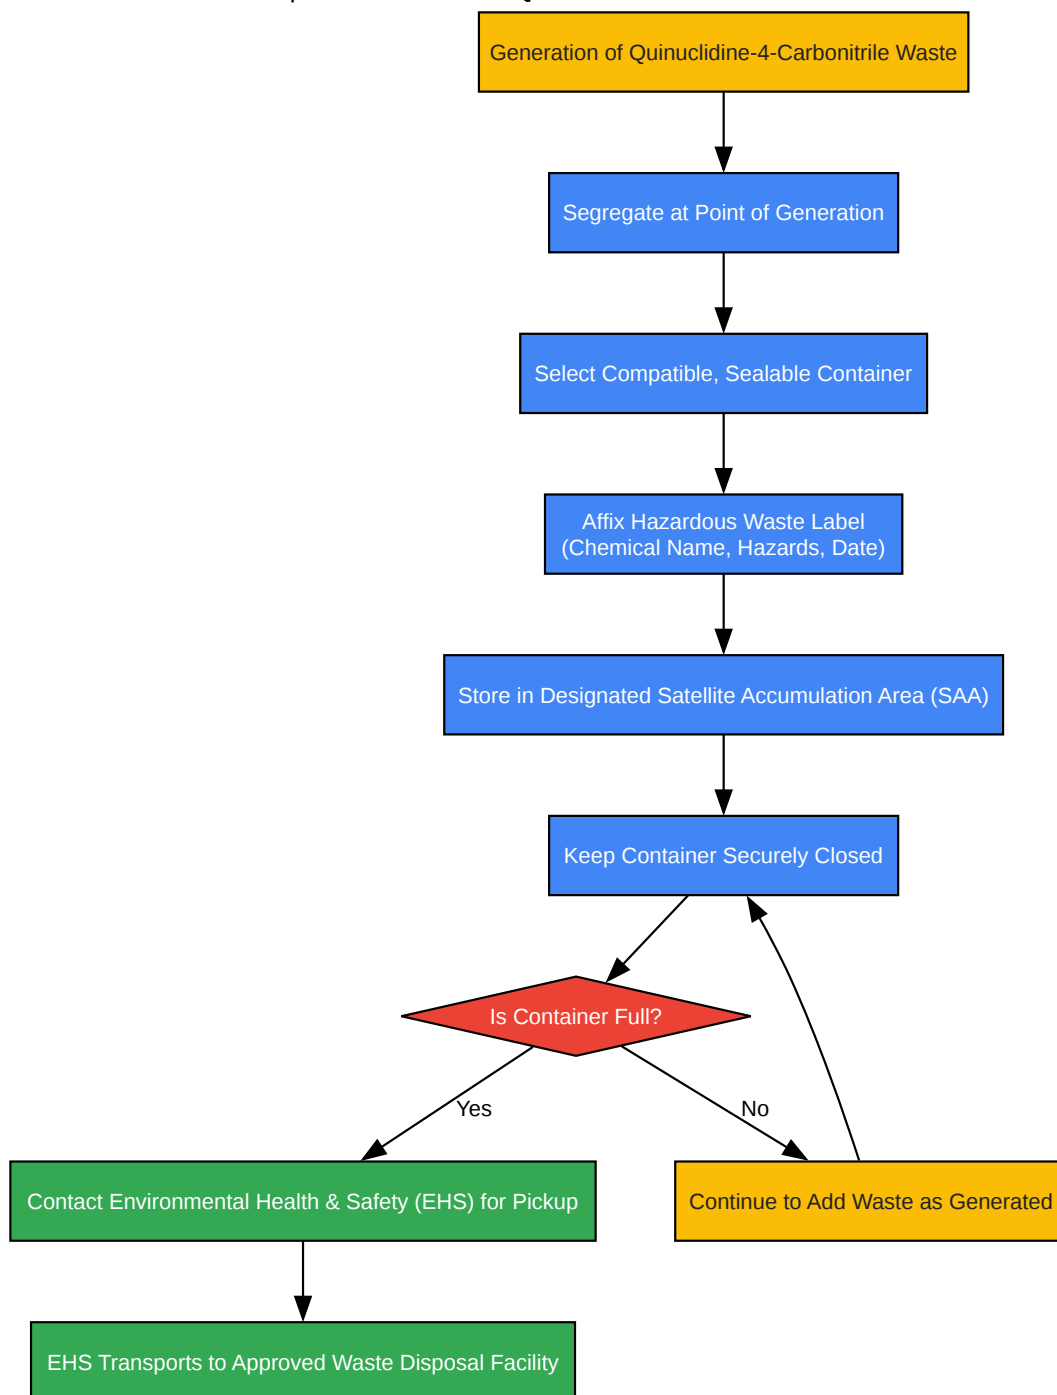 Generation of Quinuclidine-4-Carbonitrile Waste
Segregate at Point of Generation
Select Compatible, Sealable Container
Affix Hazardous Waste Label
(Chemical Name, Hazards, Date)
Store in Designated Satellite Accumulation Area (SAA)
Keep Container Securely Closed
Is Container Full?
Yes
No
Contact Environmental Health & Safety (EHS) for Pickup
Continue to Add Waste as Generated
EHS Transports to Approved Waste Disposal Facility